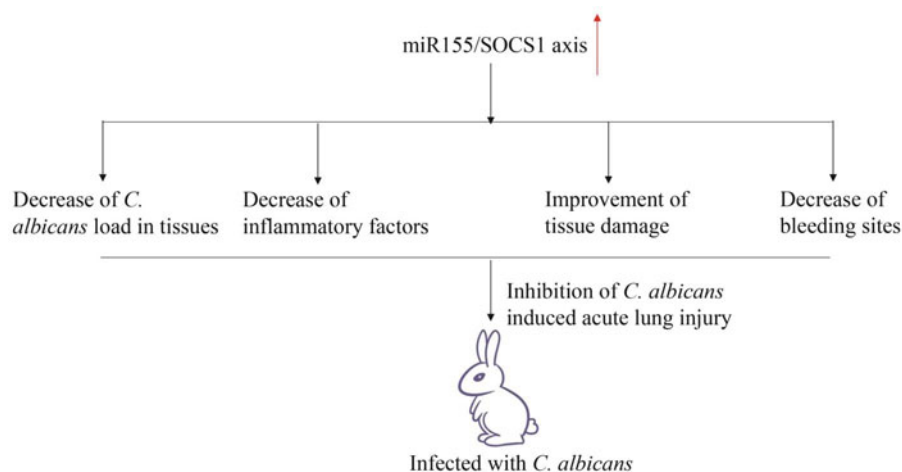 miR155/SOCS1 axis
Decrease of C.
albicans load in tissues
Decrease of
inflammatory factors
Improvement of
tissue damage
Decrease of
bleeding sites
Inhibition of C. albicans
induced acute lung injury
Infected with C. albicans